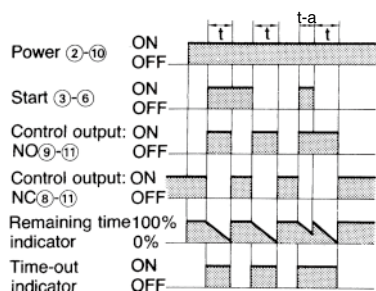 t t t-a t
Power ②-⑩ ON
OFF
Start ③-⑥ ON
OFF
Control output: ON
NO⑨-⑪ OFF
Control output: ON
NC⑧-⑪ OFF
Remaining time 100%
indicator 0%
Time-out ON
indicator OFF